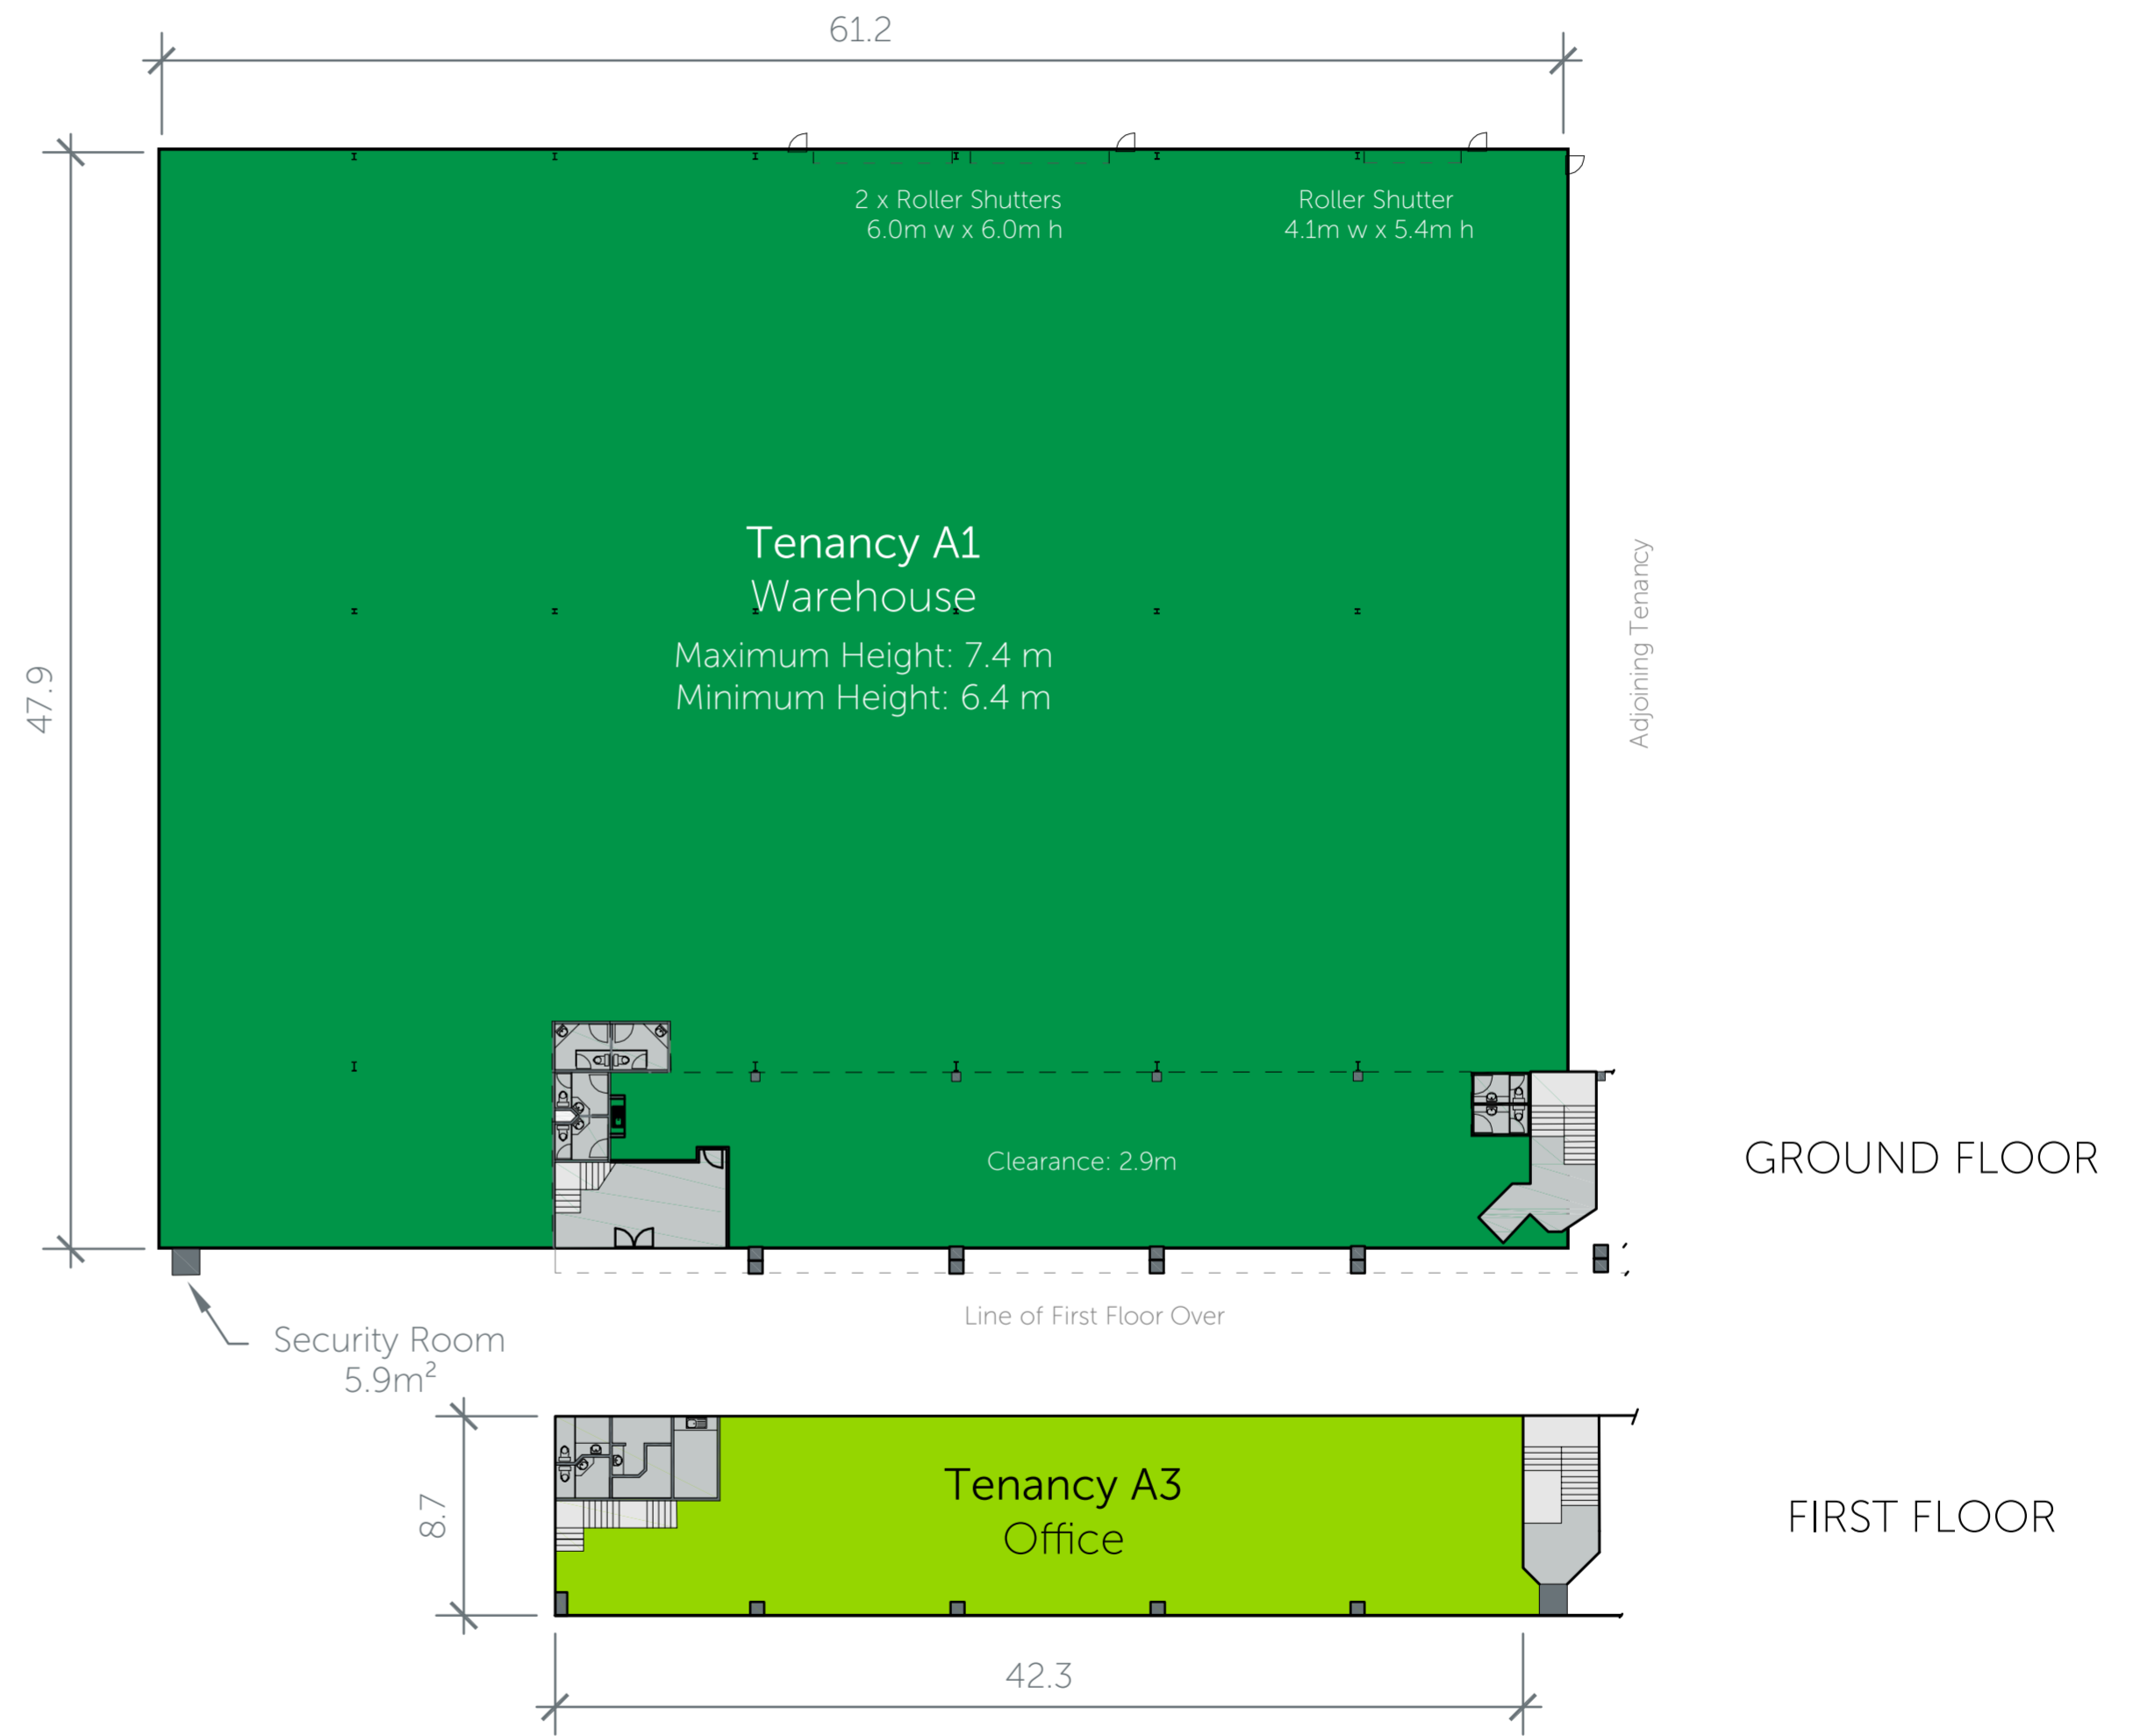 61.2
2 x Roller Shutters
6.0m w x 6.0m h
Roller Shutter
4.1m w x 5.4m h
Tenancy A1
Warehouse
Maximum Height: 7.4 m
Minimum Height: 6.4 m
47.9
Adjoining Tenancy
Clearance: 2.9m
GROUND FLOOR
Line of First Floor Over
Security Room
5.9m²
8.7
Tenancy A3
Office
FIRST FLOOR
42.3